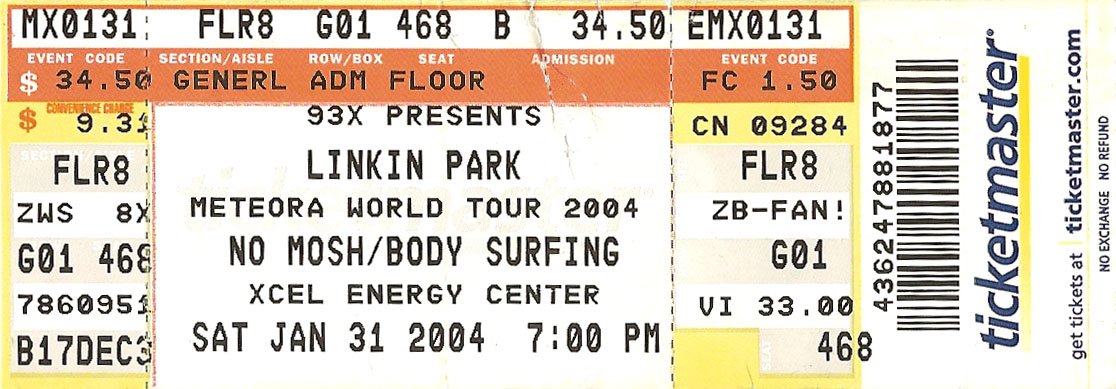 MX0131 FLR8 G01 468 B 34.50 EMX0131
EVENT CODE SECTION/AISLE ROW/BOX SEAT ADMISSION EVENT CODE
$ 34.50 GENERL ADM FLOOR FC 1.50
CONVENIENCE CHARGE
$ 9.31 93X PRESENTS CN 09284
FLR8 LINKIN PARK FLR8
ZWS 8X METEORA WORLD TOUR 2004 ZB-FAN!
G01 468 NO MOSH/BODY SURFING G01
7860951 XCEL ENERGY CENTER VI 33.00
B17DEC3 SAT JAN 31 2004 7:00 PM SEAT 468
436247881877
ticketmaster
get tickets at ticketmaster.com
NO EXCHANGE NO REFUND